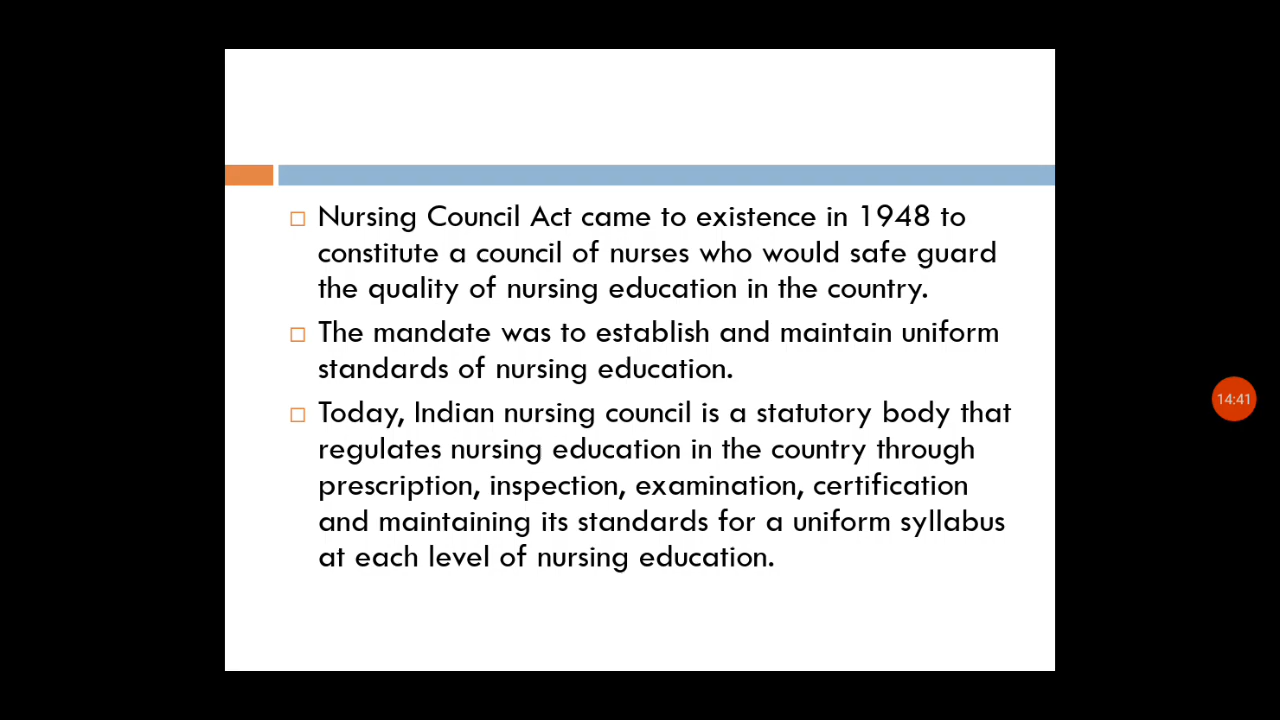 Nursing Council Act came to existence in 1948 to
constitute a council of nurses who would safe guard
the quality of nursing education in the country.
The mandate was to establish and maintain uniform
standards of nursing education.
Today, Indian nursing council is a statutory body that
regulates nursing education in the country through
prescription, inspection, examination, certification
and maintaining its standards for a uniform syllabus
at each level of nursing education.
14:41